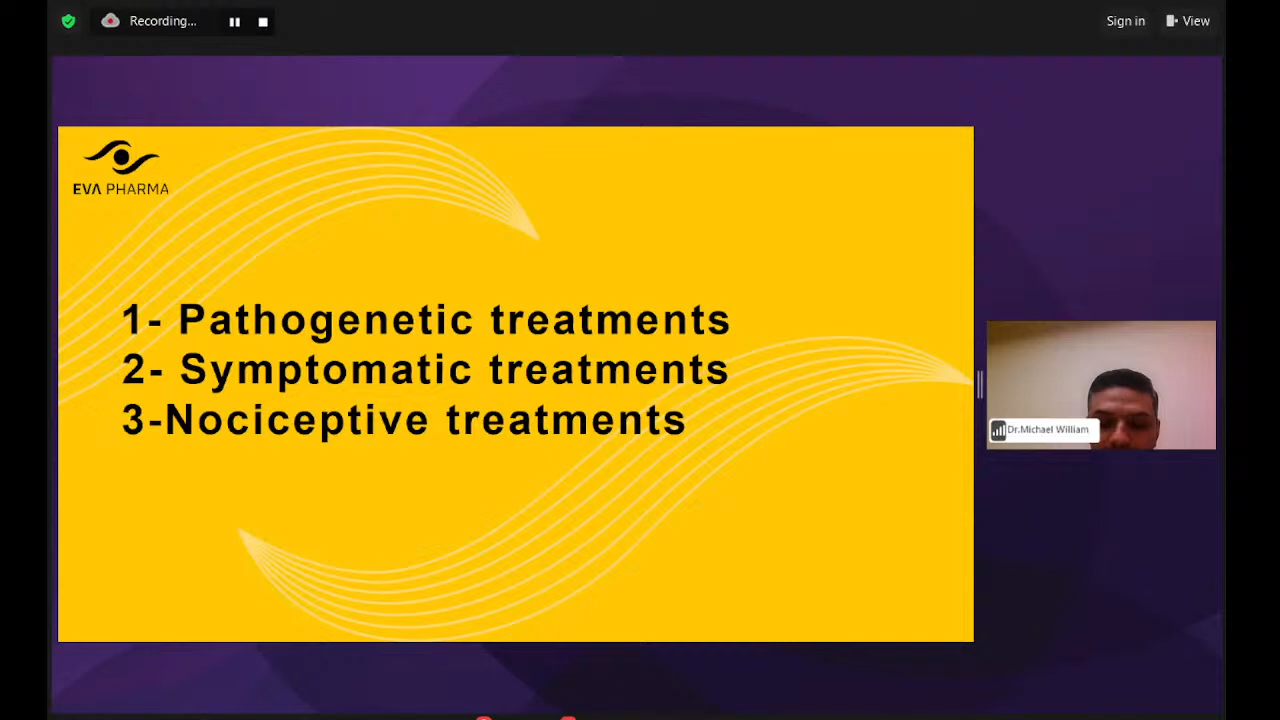 Recording...
Sign in
View
EVA PHARMA
1- Pathogenetic treatments
2- Symptomatic treatments
3-Nociceptive treatments
Dr.Michael William